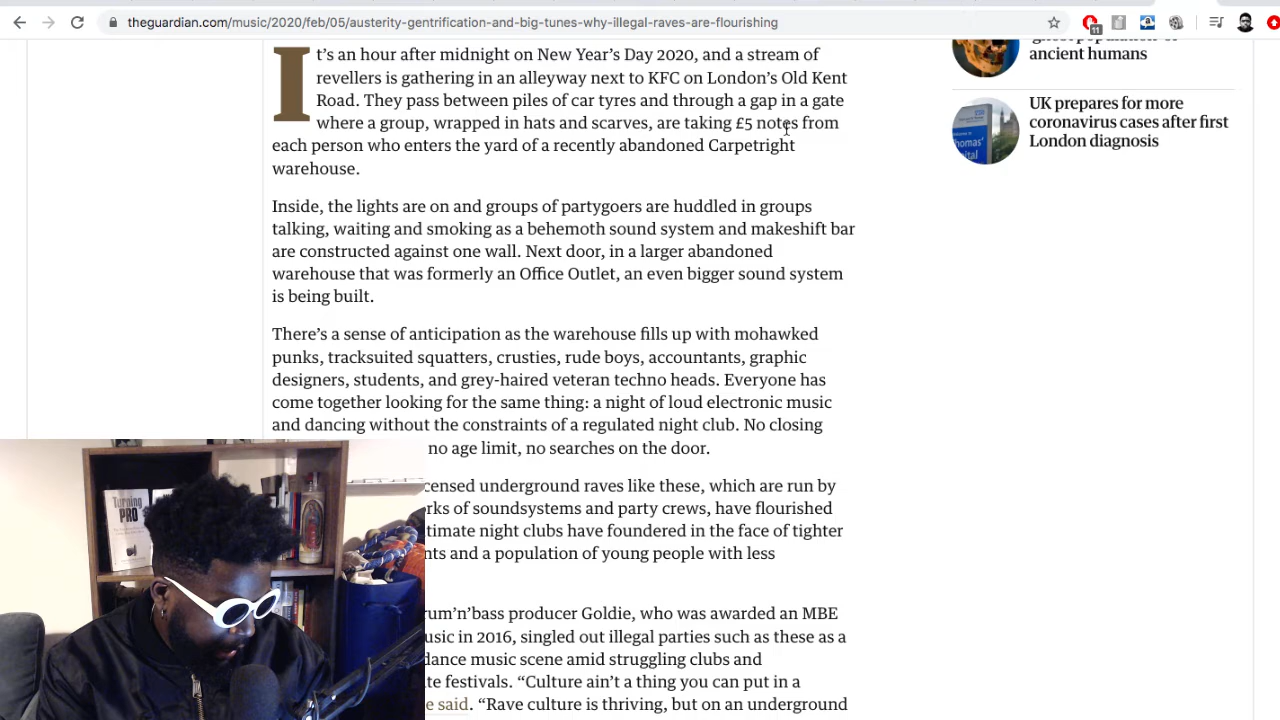 theguardian.com/music/2020/feb/05/austerity-gentrification-and-big-tunes-why-illegal-raves-are-flourishing
11
ancient humans
UK prepares for more
coronavirus cases after first
London diagnosis
It's an hour after midnight on New Year's Day 2020, and a stream of
revellers is gathering in an alleyway next to KFC on London's Old Kent
Road. They pass between piles of car tyres and through a gap in a gate
where a group, wrapped in hats and scarves, are taking £5 notes from
each person who enters the yard of a recently abandoned Carpetright
warehouse.
Inside, the lights are on and groups of partygoers are huddled in groups
talking, waiting and smoking as a behemoth sound system and makeshift bar
are constructed against one wall. Next door, in a larger abandoned
warehouse that was formerly an Office Outlet, an even bigger sound system
is being built.
There's a sense of anticipation as the warehouse fills up with mohawked
punks, tracksuited squatters, crusties, rude boys, accountants, graphic
designers, students, and grey-haired veteran techno heads. Everyone has
come together looking for the same thing: a night of loud electronic music
and dancing without the constraints of a regulated night club. No closing
no age limit, no searches on the door.
censed underground raves like these, which are run by
rks of soundsystems and party crews, have flourished
timate night clubs have foundered in the face of tighter
nts and a population of young people with less
rum'n'bass producer Goldie, who was awarded an MBE
usic in 2016, singled out illegal parties such as these as a
dance music scene amid struggling clubs and
te festivals. “Culture ain't a thing you can put in a
e said. “Rave culture is thriving, but on an underground
Turning
PRO